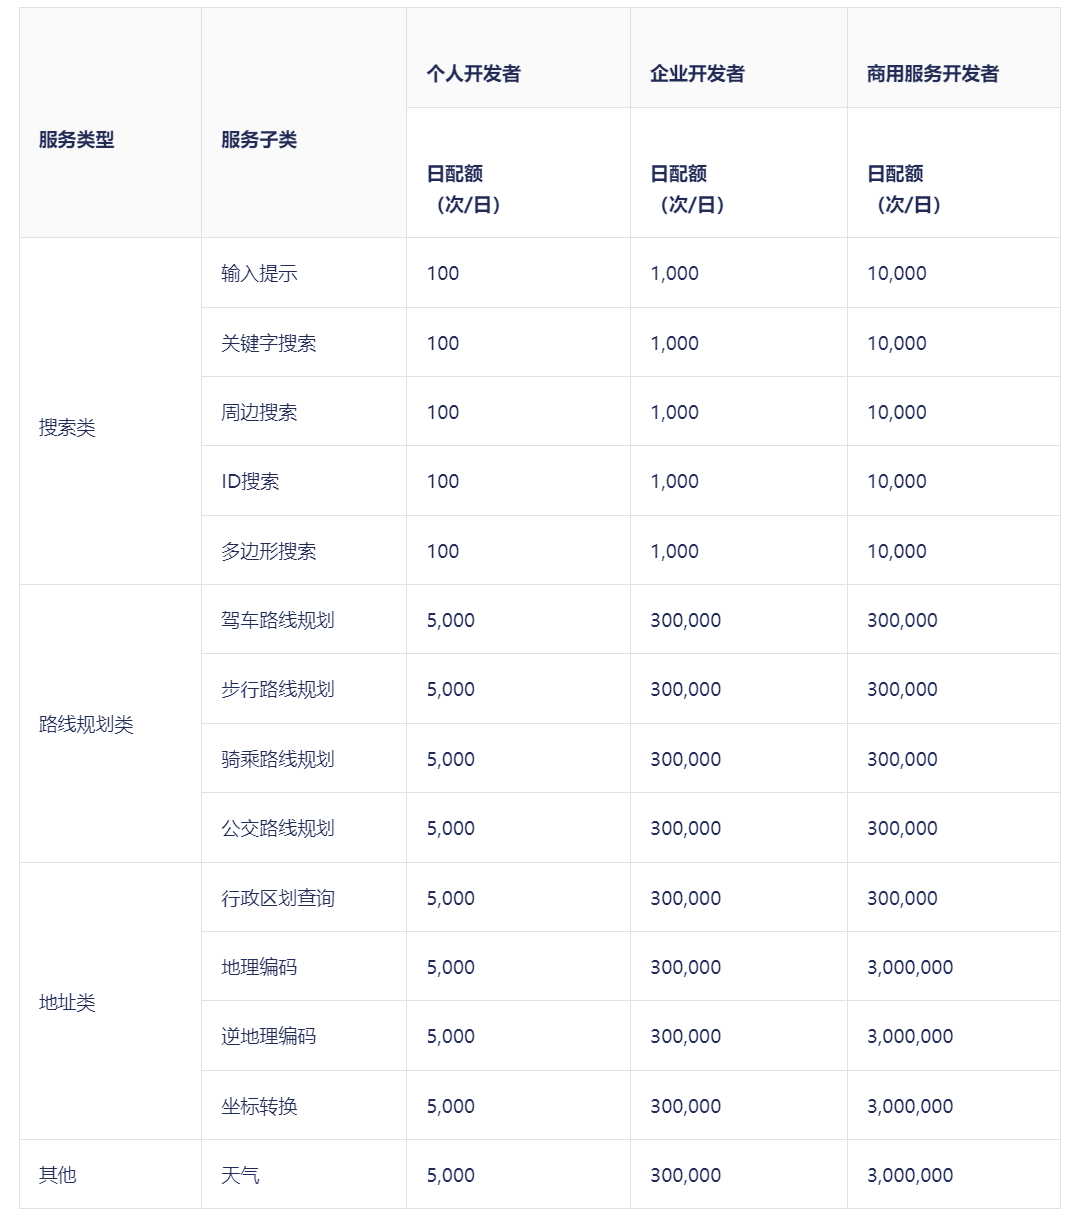 服务类型
服务子类
个人开发者
企业开发者
商用服务开发者
日配额
（次/日）
日配额
（次/日）
日配额
（次/日）
搜索类
输入提示
100
1,000
10,000
关键字搜索
100
1,000
10,000
周边搜索
100
1,000
10,000
ID搜索
100
1,000
10,000
多边形搜索
100
1,000
10,000
路线规划类
驾车路线规划
5,000
300,000
300,000
步行路线规划
5,000
300,000
300,000
骑乘路线规划
5,000
300,000
300,000
公交路线规划
5,000
300,000
300,000
地址类
行政区划查询
5,000
300,000
300,000
地理编码
5,000
300,000
3,000,000
逆地理编码
5,000
300,000
3,000,000
坐标转换
5,000
300,000
3,000,000
其他
天气
5,000
300,000
3,000,000